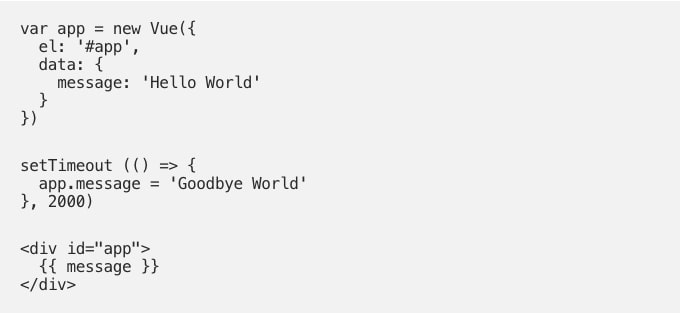 var app = new Vue({
  el: '#app',
  data: {
    message: 'Hello World'
  }
})
setTimeout (() => {
  app.message = 'Goodbye World'
}, 2000)
<div id="app">
  {{ message }}
</div>